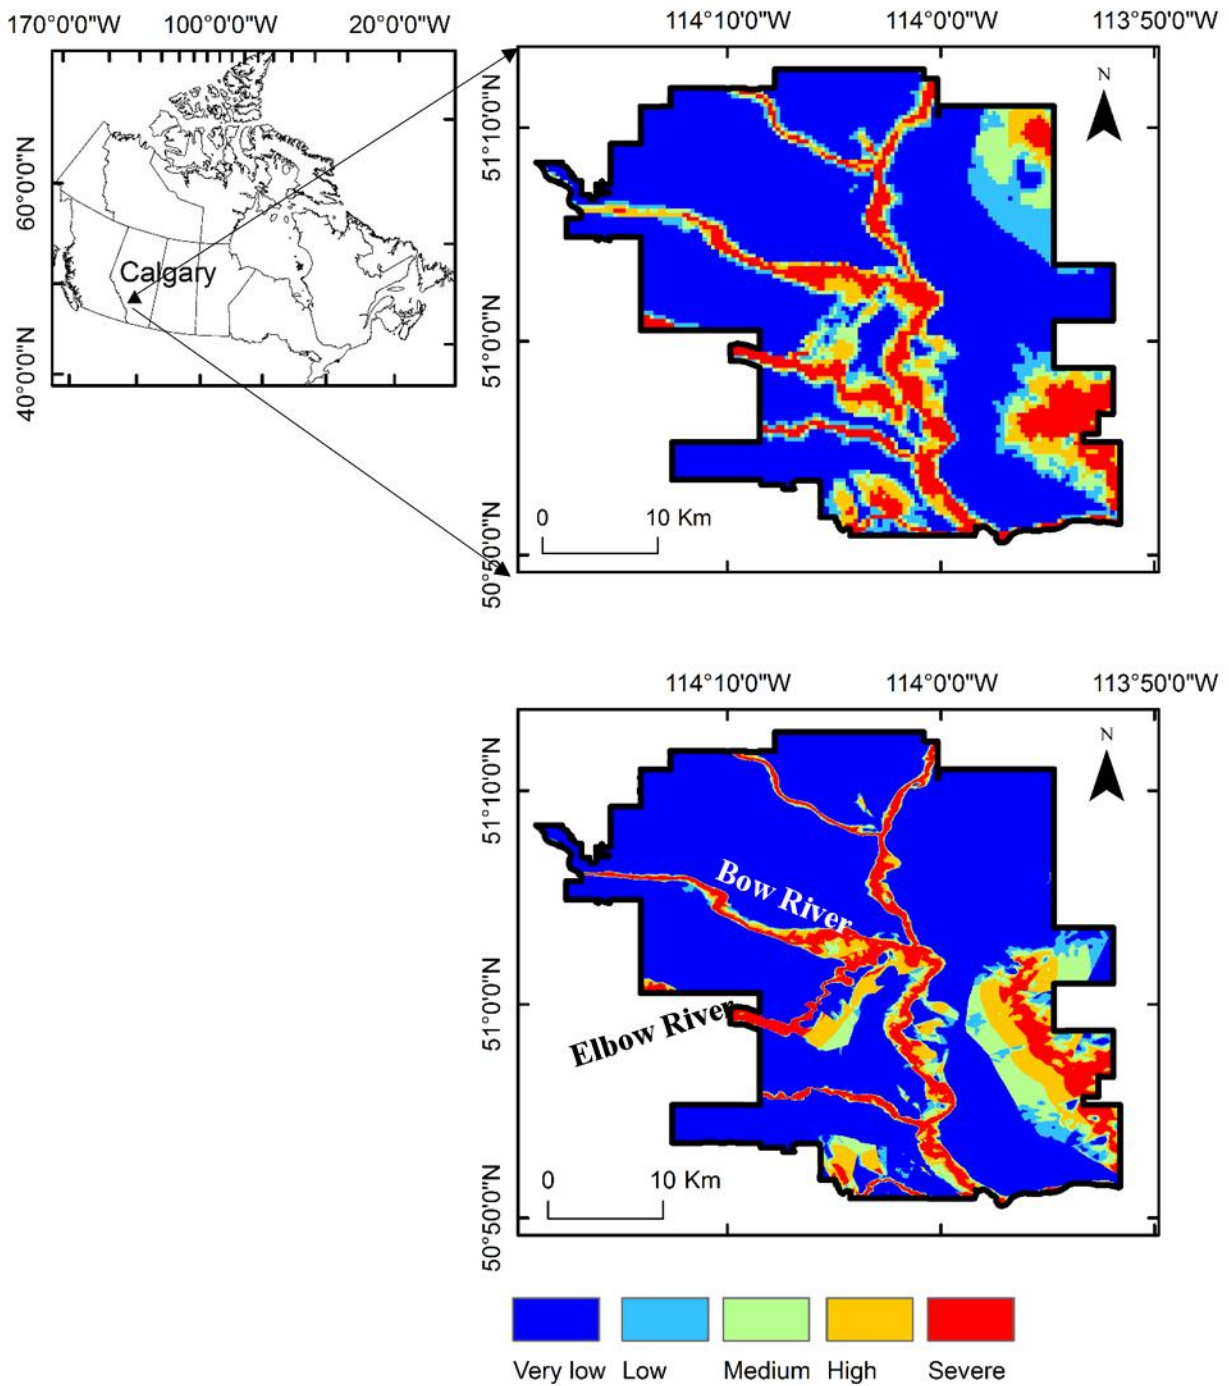 170°0'0"W 100°0'0"W 20°0'0"W
60°0'0"N
40°0'0"N
Calgary
114°10'0"W 114°0'0"W 113°50'0"W
51°10'0"N
51°0'0"N
50°50'0"N
N
0 10 Km
114°10'0"W 114°0'0"W 113°50'0"W
51°10'0"N
51°0'0"N
50°50'0"N
N
Bow River
Elbow River
0 10 Km
Very low Low Medium High Severe